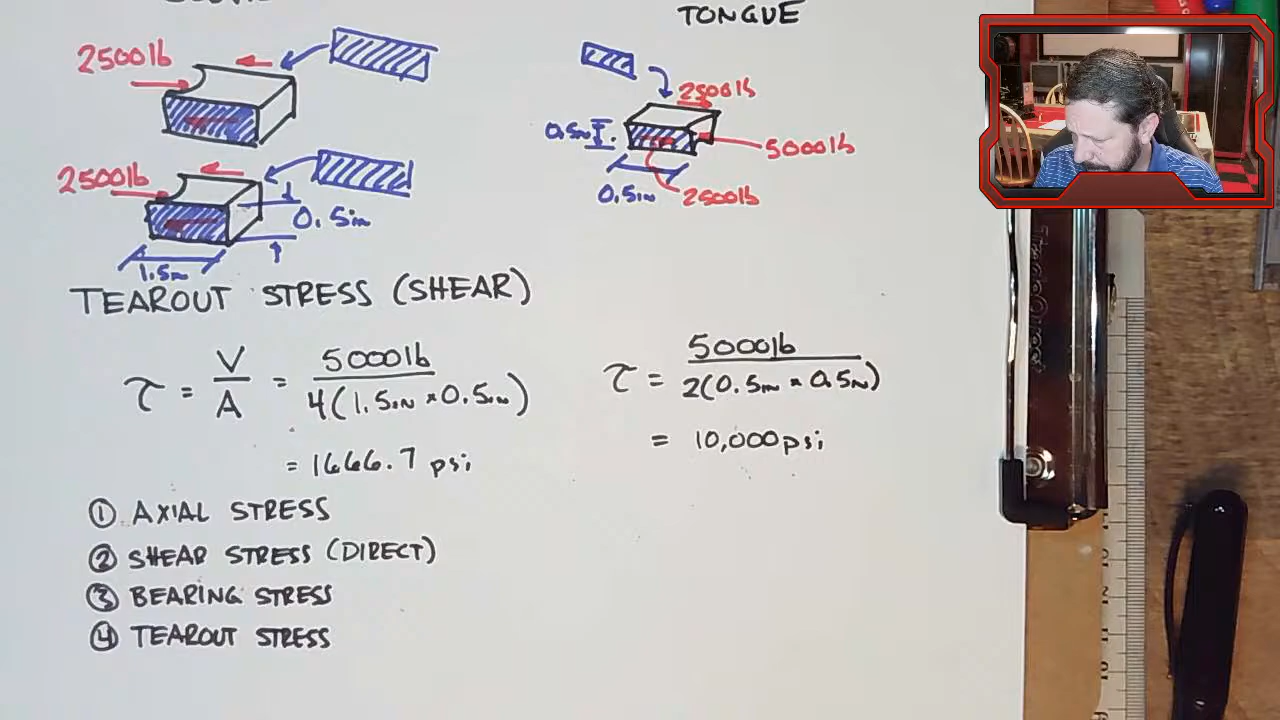 TONGUE
2500lb
2500lb
0.5in
1.5in
2500lb
0.5in
5000lb
0.5in
2500lb
TEAROUT STRESS (SHEAR)
τ = V/A = 5000lb/4(1.5in × 0.5in)
= 1666.7 psi
τ = 5000lb/2(0.5in × 0.5in)
= 10,000psi
① AXIAL STRESS
② SHEAR STRESS (DIRECT)
③ BEARING STRESS
④ TEAROUT STRESS